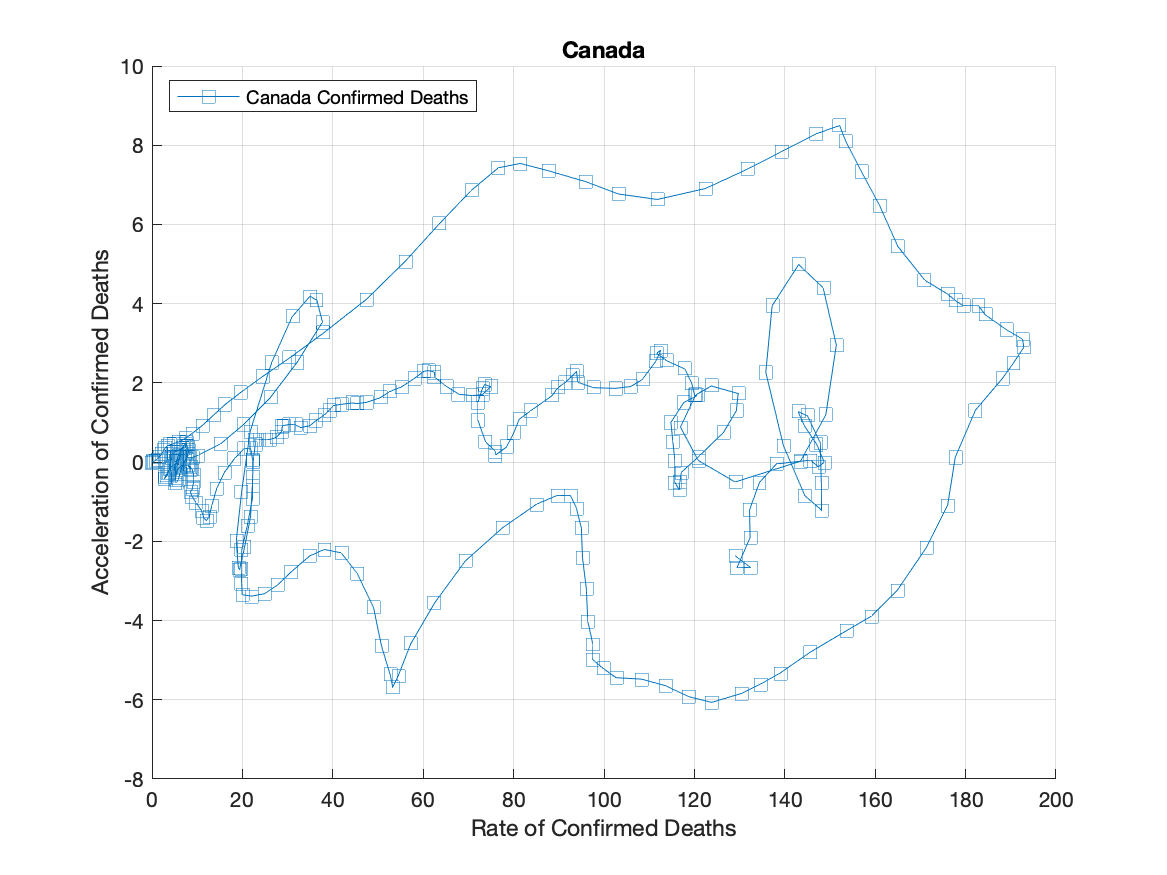 Canada
Canada Confirmed Deaths
Acceleration of Confirmed Deaths
10
8
6
4
2
0
-2
-4
-6
-8
0 20 40 60 80 100 120 140 160 180 200
Rate of Confirmed Deaths